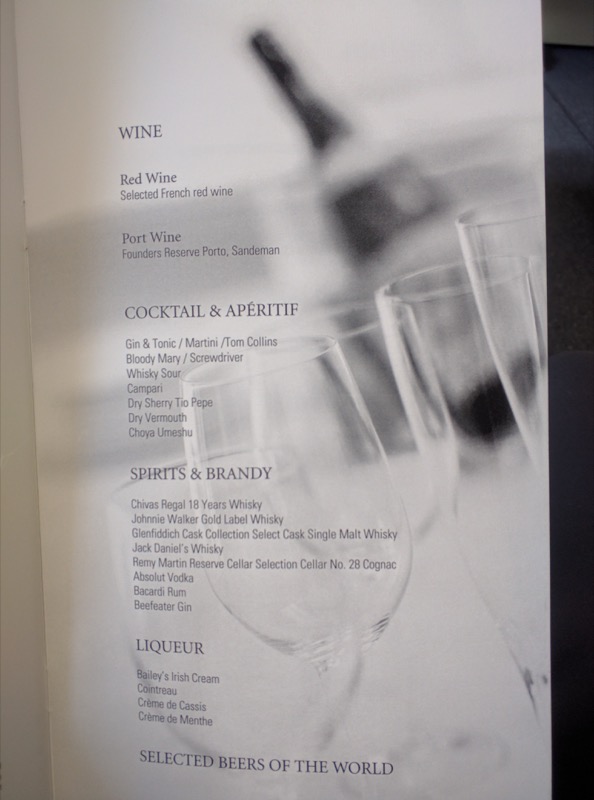 WINE
Red Wine
Selected French red wine
Port Wine
Founders Reserve Porto, Sandeman
COCKTAIL & APÉRITIF
Gin & Tonic / Martini /Tom Collins
Bloody Mary / Screwdriver
Whisky Sour
Campari
Dry Sherry Tio Pepe
Dry Vermouth
Choya Umeshu
SPIRITS & BRANDY
Chivas Regal 18 Years Whisky
Johnnie Walker Gold Label Whisky
Glenfiddich Cask Collection Select Cask Single Malt Whisky
Jack Daniel's Whisky
Remy Martin Reserve Cellar Selection Cellar No. 28 Cognac
Absolut Vodka
Bacardi Rum
Beefeater Gin
LIQUEUR
Bailey's Irish Cream
Cointreau
Crème de Cassis
Crème de Menthe
SELECTED BEERS OF THE WORLD